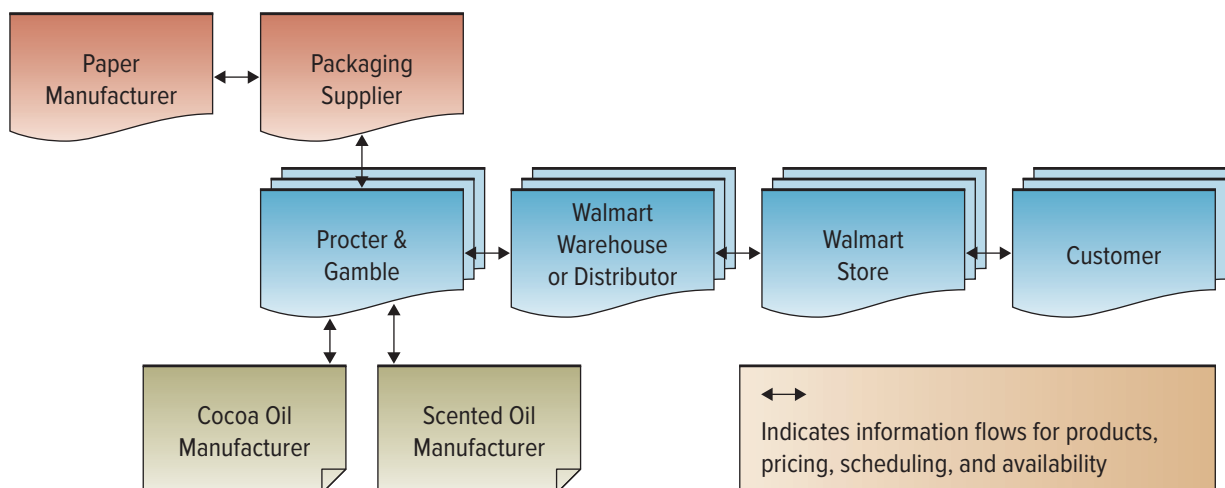 Paper
Manufacturer
Packaging
Supplier
Procter &
Gamble
Walmart
Warehouse
or Distributor
Walmart
Store
Customer
Cocoa Oil
Manufacturer
Scented Oil
Manufacturer
Indicates information flows for products,
pricing, scheduling, and availability